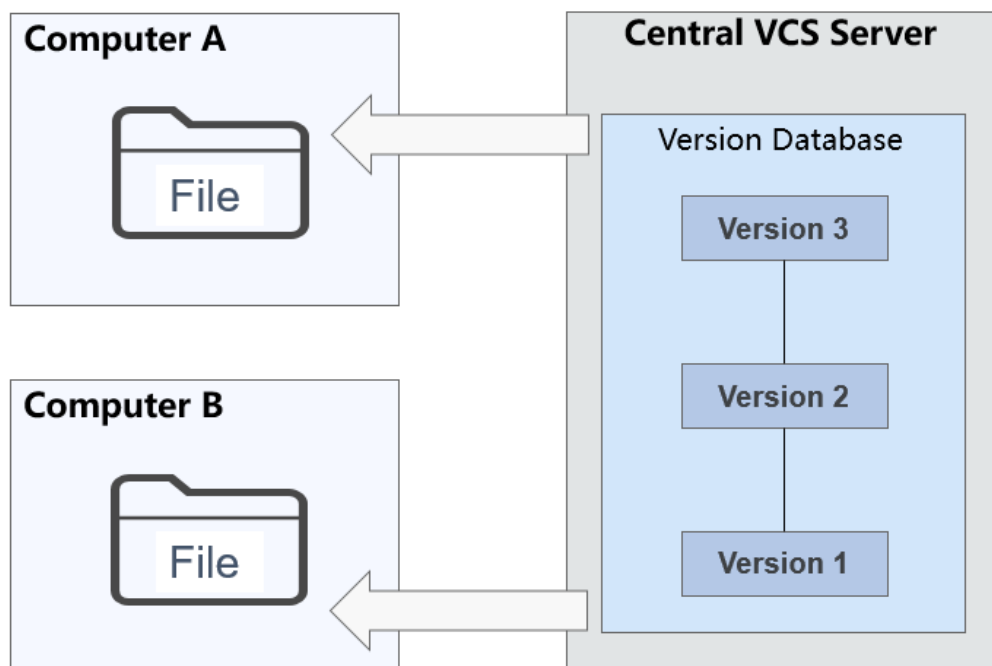 Computer A
File
Computer B
File
Central VCS Server
Version Database
Version 3
Version 2
Version 1